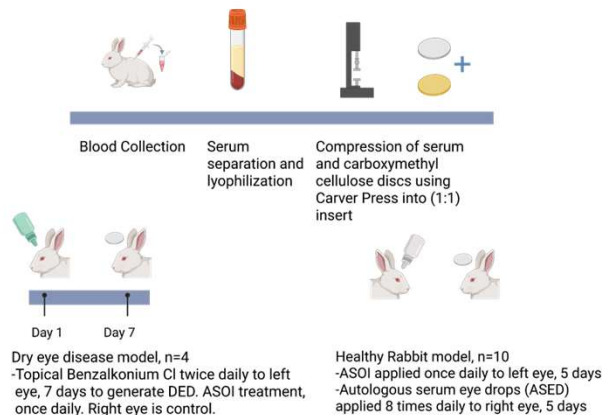 Blood Collection
Serum
separation and
lyophilization
Compression of serum
and carboxymethyl
cellulose discs using
Carver Press into (1:1)
insert
Day 1
Day 7
Dry eye disease model, n=4
-Topical Benzalkonium Cl twice daily to left
eye, 7 days to generate DED. ASOI treatment,
once daily. Right eye is control.
Healthy Rabbit model, n=10
-ASOI applied once daily to left eye, 5 days
-Autologous serum eye drops (ASED)
applied 8 times daily to right eye, 5 days